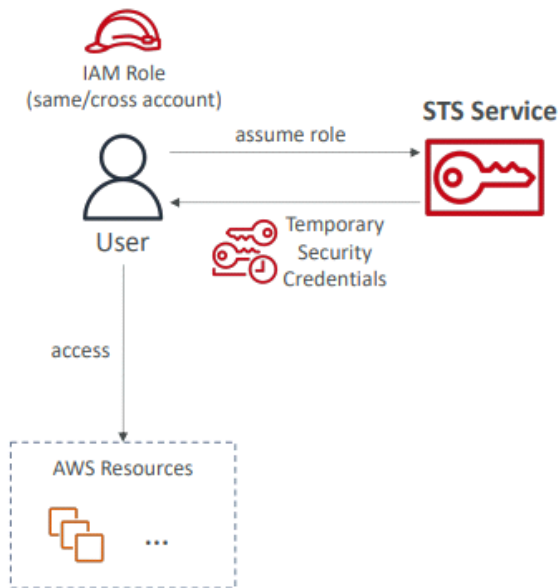 IAM Role
(same/cross account)
STS Service
assume role
User
Temporary
Security
Credentials
access
AWS Resources
...